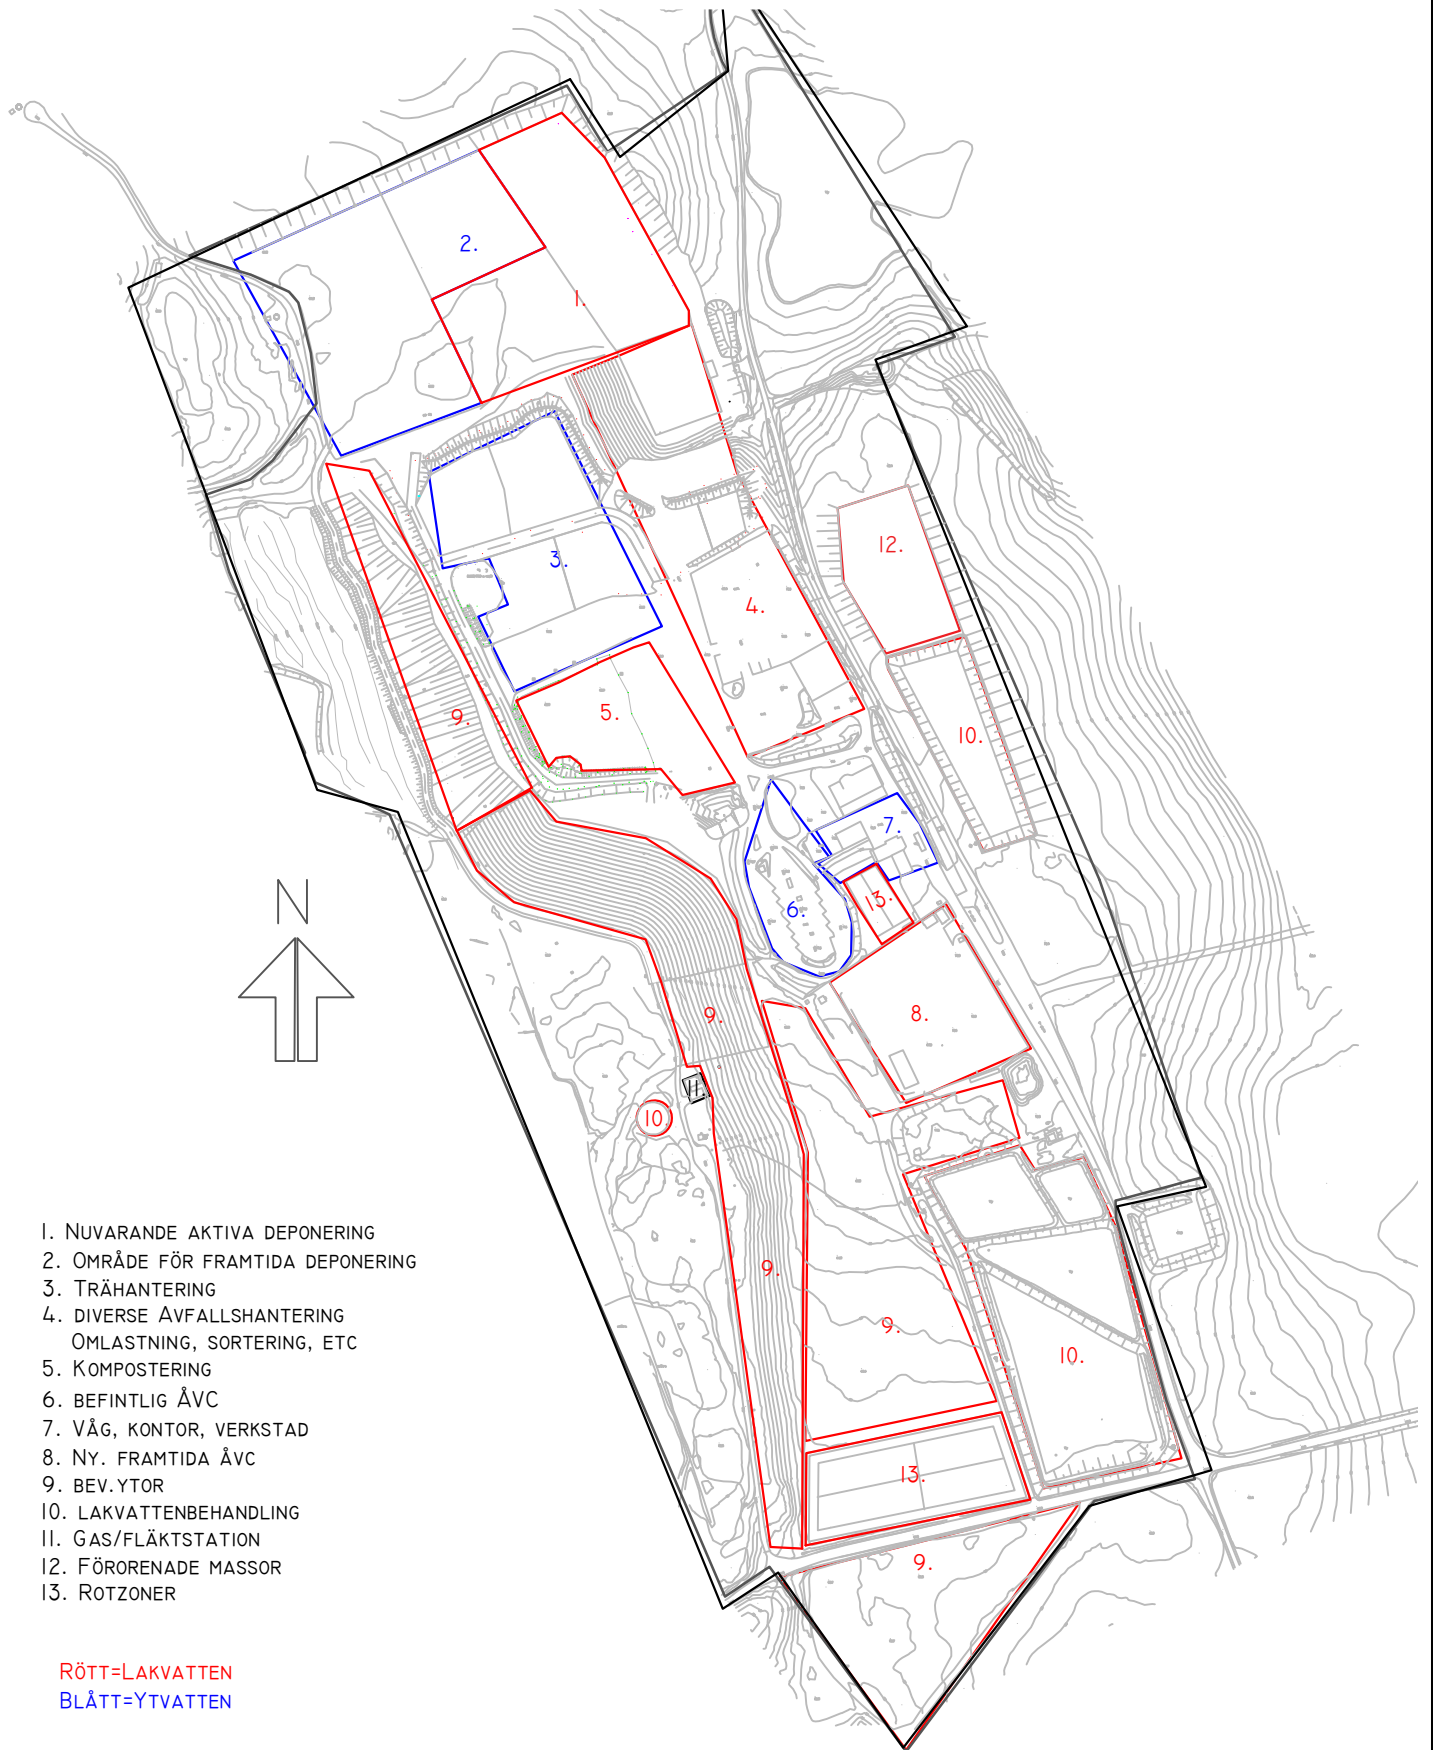 2.
1.
3.
12.
4.
5.
9.
10.
7.
13.
6.
N
9.
8.
11.
10.
9.
9.
10.
13.
9.
1. NUVARANDE AKTIVA DEPONERING
2. OMRÅDE FÖR FRAMTIDA DEPONERING
3. TRÄHANTERING
4. DIVERSE AVFALLSHANTERING
OMLASTNING, SORTERING, ETC
5. KOMPOSTERING
6. BEFINTLIG ÅVC
7. VÅG, KONTOR, VERKSTAD
8. NY. FRAMTIDA ÅVC
9. BEV.YTOR
10. LAKVATTENBEHANDLING
11. GAS/FLÄKTSTATION
12. FÖRORENADE MASSOR
13. ROTZONER
RÖTT=LAKVATTEN
BLÅTT=YTVATTEN